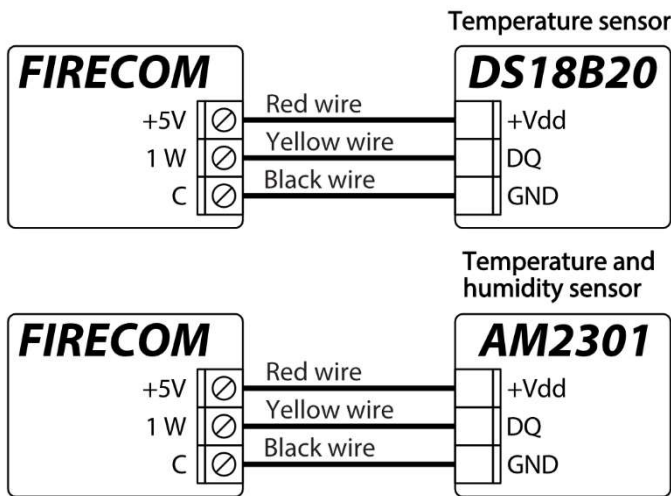 Temperature sensor
FIRECOM
DS18B20
+5V Red wire +Vdd
1 W Yellow wire DQ
C Black wire GND
Temperature and
humidity sensor
FIRECOM
AM2301
+5V Red wire +Vdd
1 W Yellow wire DQ
C Black wire GND